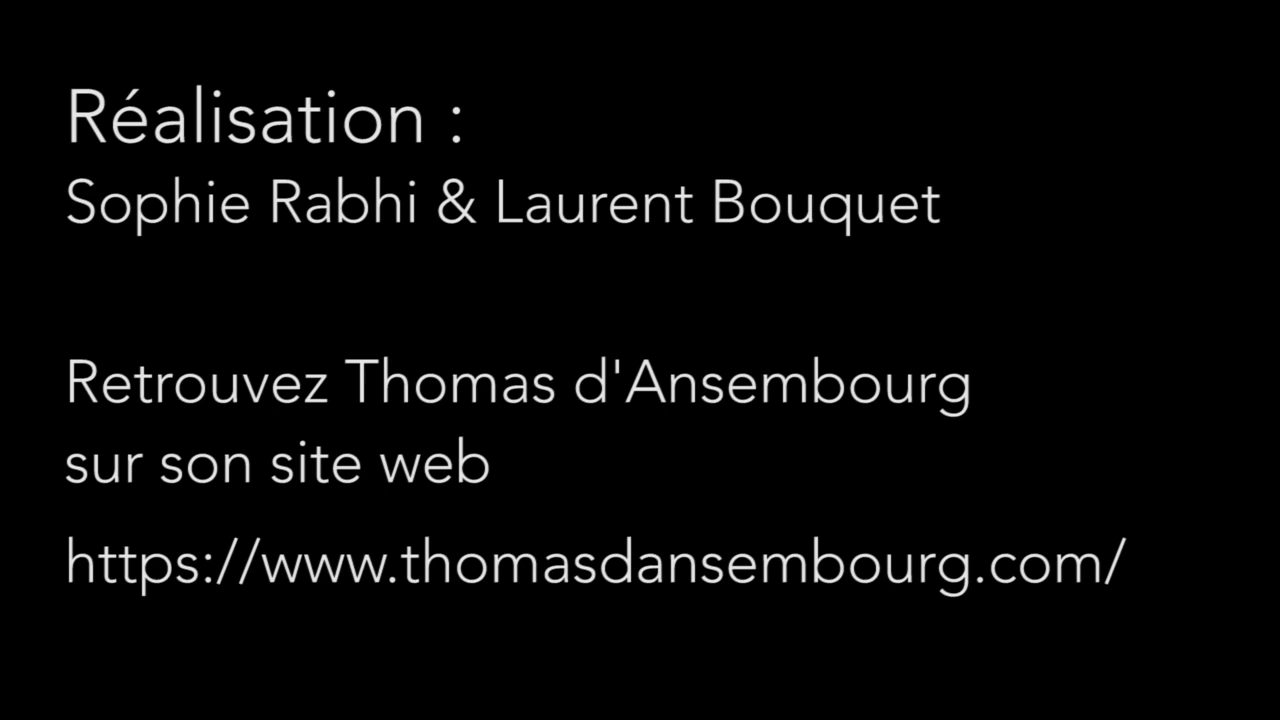 Réalisation :
Sophie Rabhi & Laurent Bouquet
Retrouvez Thomas d'Ansembourg
sur son site web
https://www.thomasdansembourg.com/